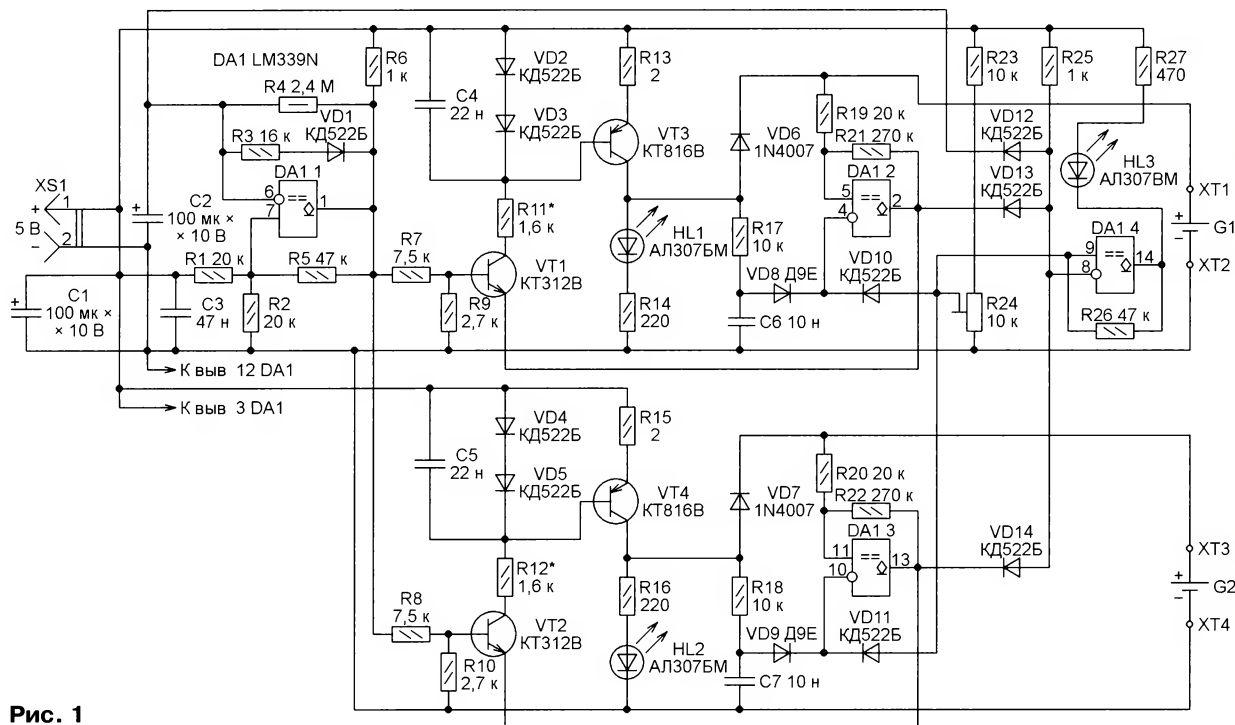 DA1 LM339N
R4 2,4 М
R3 16 к
VD1
КД522Б
DA1 1
6
7
1
R6
1 к
XS1
+
1
5 В
–
2
C2
100 мк ×
× 10 В
C1
100 мк ×
× 10 В
R1 20 к
C3
47 н
R2
20 к
R5 47 к
R7
7,5 к
R9
2,7 к
C4
22 н
VD2
КД522Б
VD3
КД522Б
R11*
1,6 к
VT1
КТ312В
R13
2
VT3
КТ816В
HL1
АЛ307БМ
R14
220
VD6
1N4007
R17
10 к
VD8 Д9Е
C6 10 н
R19 20 к
R21 270 к
DA1 2
5
4
2
VD10
КД522Б
R23
10 к
R24
10 к
R25
1 к
VD12
КД522Б
VD13
КД522Б
R27
470
HL3
АЛ307ВМ
DA1 4
9
8
14
R26 47 к
XT1
+
G1
–
XT2
К выв 12 DA1
К выв 3 DA1
C5
22 н
VD4
КД522Б
VD5
КД522Б
R12*
1,6 к
R8
7,5 к
R10
2,7 к
VT2
КТ312В
R15
2
VT4
КТ816В
R16
220
HL2
АЛ307БМ
VD7
1N4007
R18
10 к
VD9 Д9Е
C7 10 н
R20 20 к
R22 270 к
DA1 3
11
10
13
VD11
КД522Б
VD14
КД522Б
XT3
+
G2
–
XT4
Рис. 1